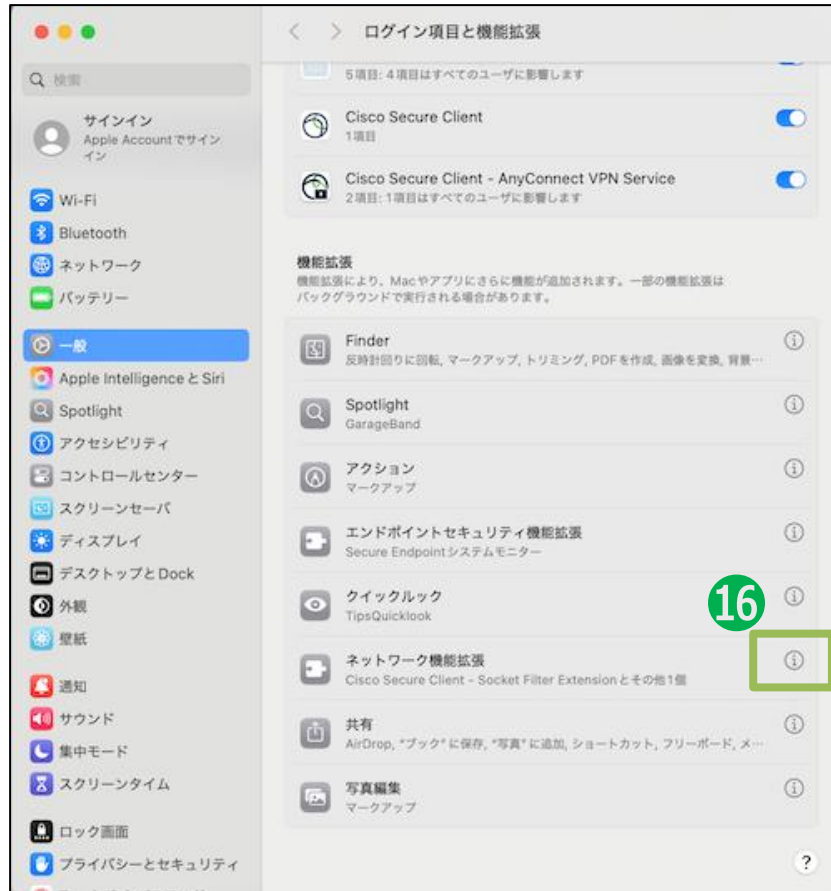 ログイン項目と機能拡張
検索
サインイン
Apple Accountでサイン
イン
Wi-Fi
Bluetooth
ネットワーク
バッテリー
一般
Apple Intelligence と Siri
Spotlight
アクセシビリティ
コントロールセンター
スクリーンセーバ
ディスプレイ
デスクトップと Dock
外観
壁紙
通知
サウンド
集中モード
スクリーンタイム
ロック画面
プライバシーとセキュリティ
5項目: 4項目はすべてのユーザに影響します
Cisco Secure Client
1項目
Cisco Secure Client - AnyConnect VPN Service
2項目: 1項目はすべてのユーザに影響します
機能拡張
機能拡張により、Macやアプリにさらに機能が追加されます。一部の機能拡張は
バックグラウンドで実行される場合があります。
Finder
反時計回りに回転, マークアップ, トリミング, PDFを作成, 画像を変換, 背景…
Spotlight
GarageBand
アクション
マークアップ
エンドポイントセキュリティ機能拡張
Secure Endpointシステムモニター
クイックルック
TipsQuicklook
16
ネットワーク機能拡張
Cisco Secure Client - Socket Filter Extensionとその他1個
共有
AirDrop, "ブック"に保存, "写真"に追加, ショートカット, フリーボード, メ…
写真編集
マークアップ
?